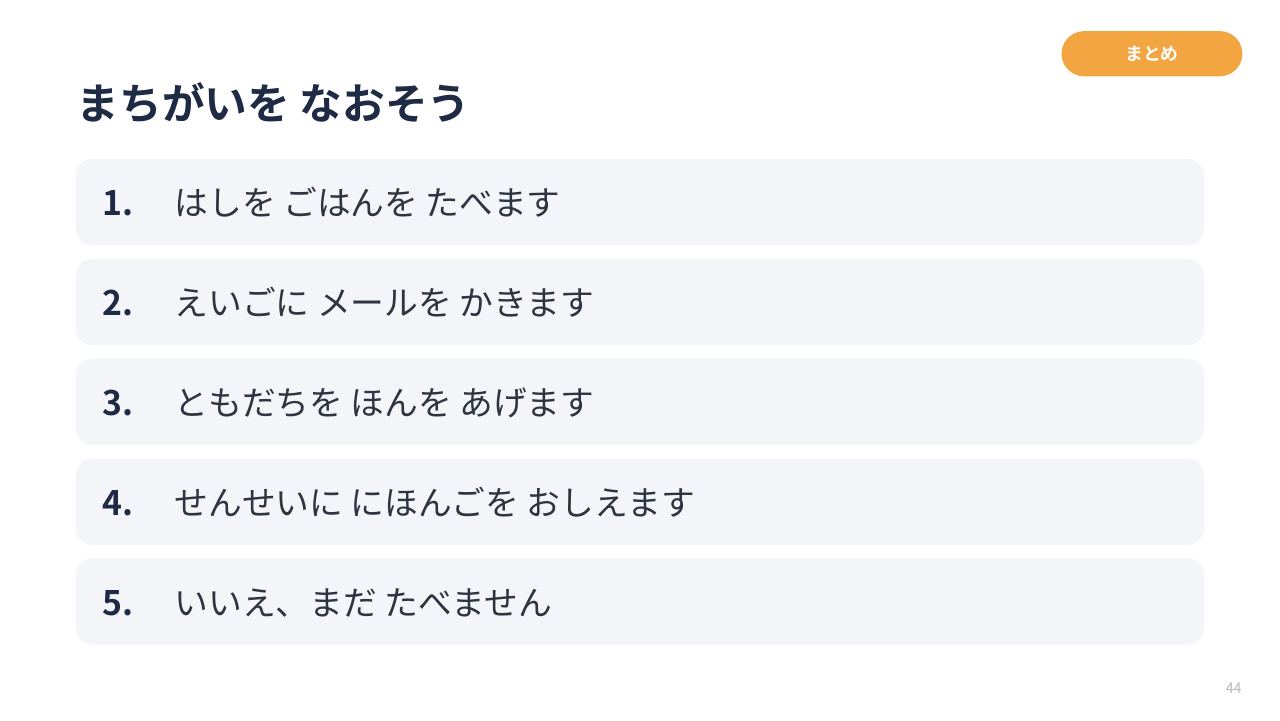 まとめ
まちがいを なおそう
1. はしを ごはんを たべます
2. えいごに メールを かきます
3. ともだちを ほんを あげます
4. せんせいに にほんごを おしえます
5. いいえ、まだ たべません
44